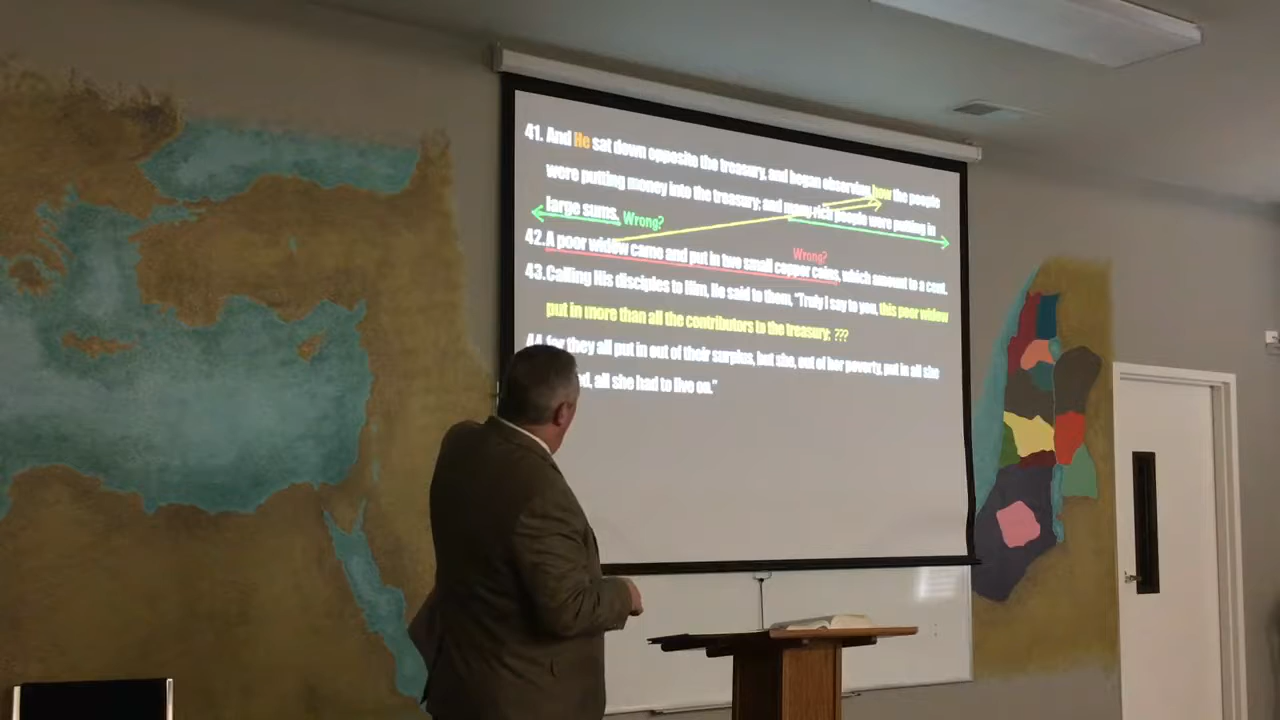 41. And He sat down opposite the treasury, and began observing how the people
were putting money into the treasury; and many rich people were putting in
large sums. Wrong?
42. A poor widow came and put in two small copper coins, which amount to a cent.
Wrong?
43. Calling His disciples to Him, He said to them, "Truly I say to you, this poor widow
put in more than all the contributors to the treasury; ???
44. for they all put in out of their surplus, but she, out of her poverty, put in all she
all she had to live on."